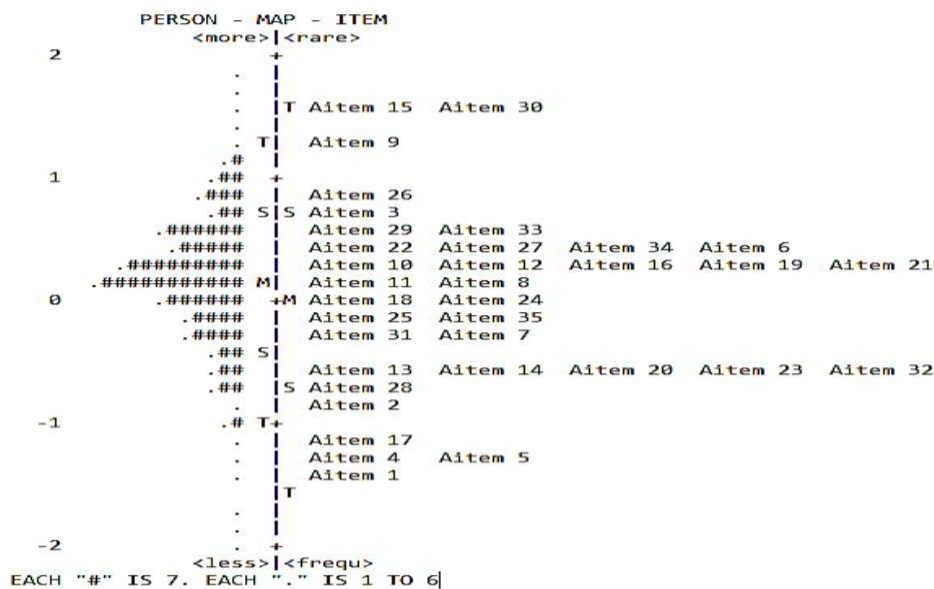 PERSON - MAP - ITEM
<more>|<rare>
2 +
. |
. |
. |T Aitem 15 Aitem 30
. |
. T| Aitem 9
.# |
1 .## +
.### | Aitem 26
.## S|S Aitem 3
.###### | Aitem 29 Aitem 33
.##### | Aitem 22 Aitem 27 Aitem 34 Aitem 6
.######### | Aitem 10 Aitem 12 Aitem 16 Aitem 19 Aitem 21
.########### M| Aitem 11 Aitem 8
0 .###### +M Aitem 18 Aitem 24
.#### | Aitem 25 Aitem 35
.#### | Aitem 31 Aitem 7
.## S|
.## | Aitem 13 Aitem 14 Aitem 20 Aitem 23 Aitem 32
.## |S Aitem 28
. | Aitem 2
-1 .# T+
. | Aitem 17
. | Aitem 4 Aitem 5
. | Aitem 1
|T
. |
. |
-2 . +
<less>|<frequ>
EACH "#" IS 7. EACH "." IS 1 TO 6